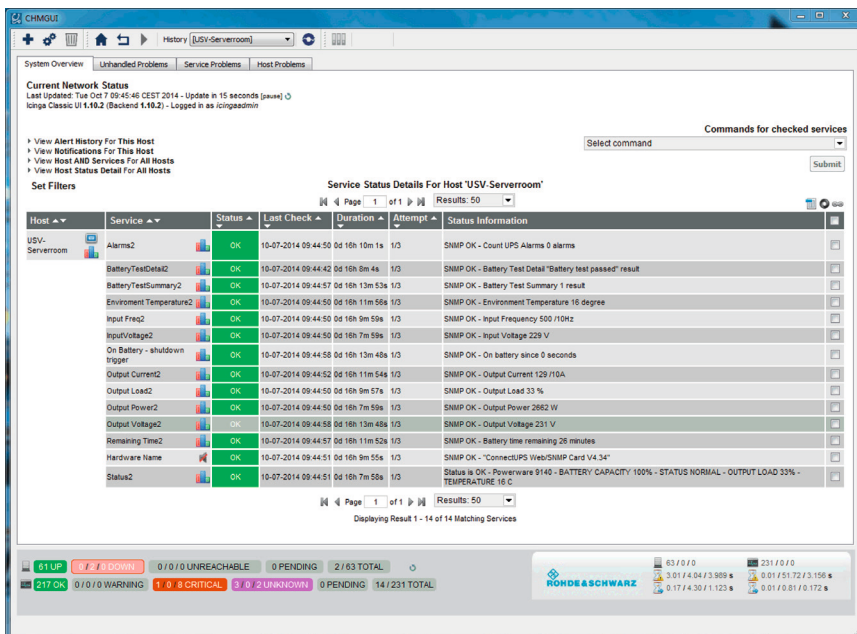 CHMGUI
History [USV-Serverroom]
System Overview Unhandled Problems Service Problems Host Problems
Current Network Status
Last Updated: Tue Oct 7 09:45:46 CEST 2014 - Update in 15 seconds [pause]
Icinga Classic UI 1.10.2 (Backend 1.10.2) - Logged in as icingaadmin
Commands for checked services
View Alert History For This Host
Select command
View Notifications For This Host
View Host AND Services For All Hosts
View Host Status Detail For All Hosts
Submit
Set Filters
Service Status Details For Host 'USV-Serverroom'
Page 1 of 1 Results: 50
Host Service Status Last Check Duration Attempt Status Information
USV-Serverroom Alarms2 OK 10-07-2014 09:44:50 0d 16h 10m 1s 1/3 SNMP OK - Count UPS Alarms 0 alarms
BatteryTestDetail2 OK 10-07-2014 09:44:42 0d 16h 8m 4s 1/3 SNMP OK - Battery Test Detail "Battery test passed" result
BatteryTestSummary2 OK 10-07-2014 09:44:57 0d 16h 13m 53s 1/3 SNMP OK - Battery Test Summary 1 result
Enviroment Temperature2 OK 10-07-2014 09:44:50 0d 16h 11m 56s 1/3 SNMP OK - Environment Temperature 16 degree
Input Freq2 OK 10-07-2014 09:44:50 0d 16h 9m 59s 1/3 SNMP OK - Input Frequency 500 /10Hz
InputVoltage2 OK 10-07-2014 09:44:50 0d 16h 7m 59s 1/3 SNMP OK - Input Voltage 229 V
On Battery - shutdown trigger OK 10-07-2014 09:44:58 0d 16h 13m 48s 1/3 SNMP OK - On battery since 0 seconds
Output Current2 OK 10-07-2014 09:44:52 0d 16h 11m 54s 1/3 SNMP OK - Output Current 129 /10A
Output Load2 OK 10-07-2014 09:44:50 0d 16h 9m 57s 1/3 SNMP OK - Output Load 33 %
Output Power2 OK 10-07-2014 09:44:50 0d 16h 7m 59s 1/3 SNMP OK - Output Power 2662 W
Output Voltage2 OK 10-07-2014 09:44:58 0d 16h 13m 48s 1/3 SNMP OK - Output Voltage 231 V
Remaining Time2 OK 10-07-2014 09:44:57 0d 16h 11m 52s 1/3 SNMP OK - Battery time remaining 26 minutes
Hardware Name OK 10-07-2014 09:44:51 0d 16h 9m 55s 1/3 SNMP OK - "ConnectUPS Web/SNMP Card V4.34"
Status2 OK 10-07-2014 09:44:51 0d 16h 7m 58s 1/3 Status is OK - Powerware 9140 - BATTERY CAPACITY 100% - STATUS NORMAL - OUTPUT LOAD 33% - TEMPERATURE 16 C
Page 1 of 1 Results: 50
Displaying Result 1 - 14 of 14 Matching Services
61 UP 0 / 2 / 0 DOWN 0 / 0 / 0 UNREACHABLE 0 PENDING 2 / 63 TOTAL
217 OK 0 / 0 / 0 WARNING 1 / 0 / 8 CRITICAL 3 / 0 / 2 UNKNOWN 0 PENDING 14 / 231 TOTAL
ROHDE & SCHWARZ
63 / 0 / 0 231 / 0 / 0
3.01 / 4.04 / 3.989 s 0.01 / 51.72 / 3.156 s
0.17 / 4.30 / 1.123 s 0.01 / 0.81 / 0.172 s